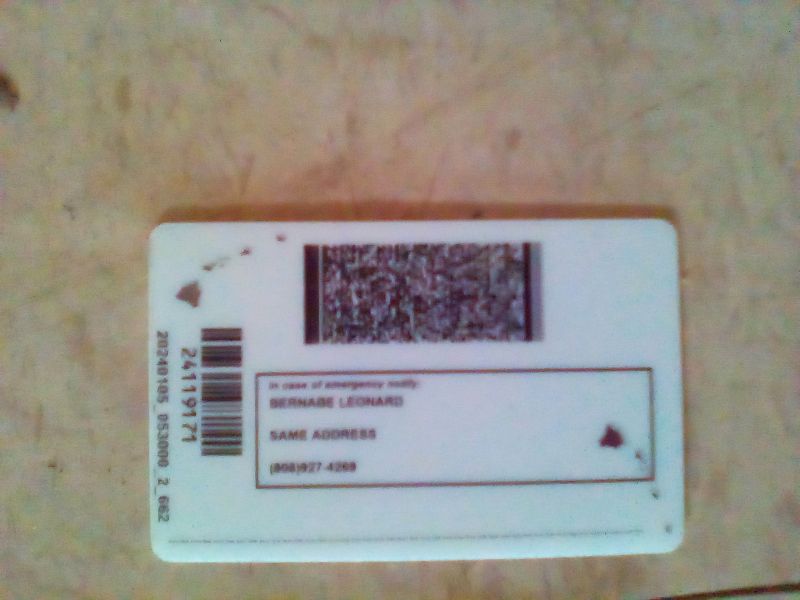 In case of emergency notify:
BERNABE LEONARD
SAME ADDRESS
(808)927-4269
24119171
20240105_053000_2_662